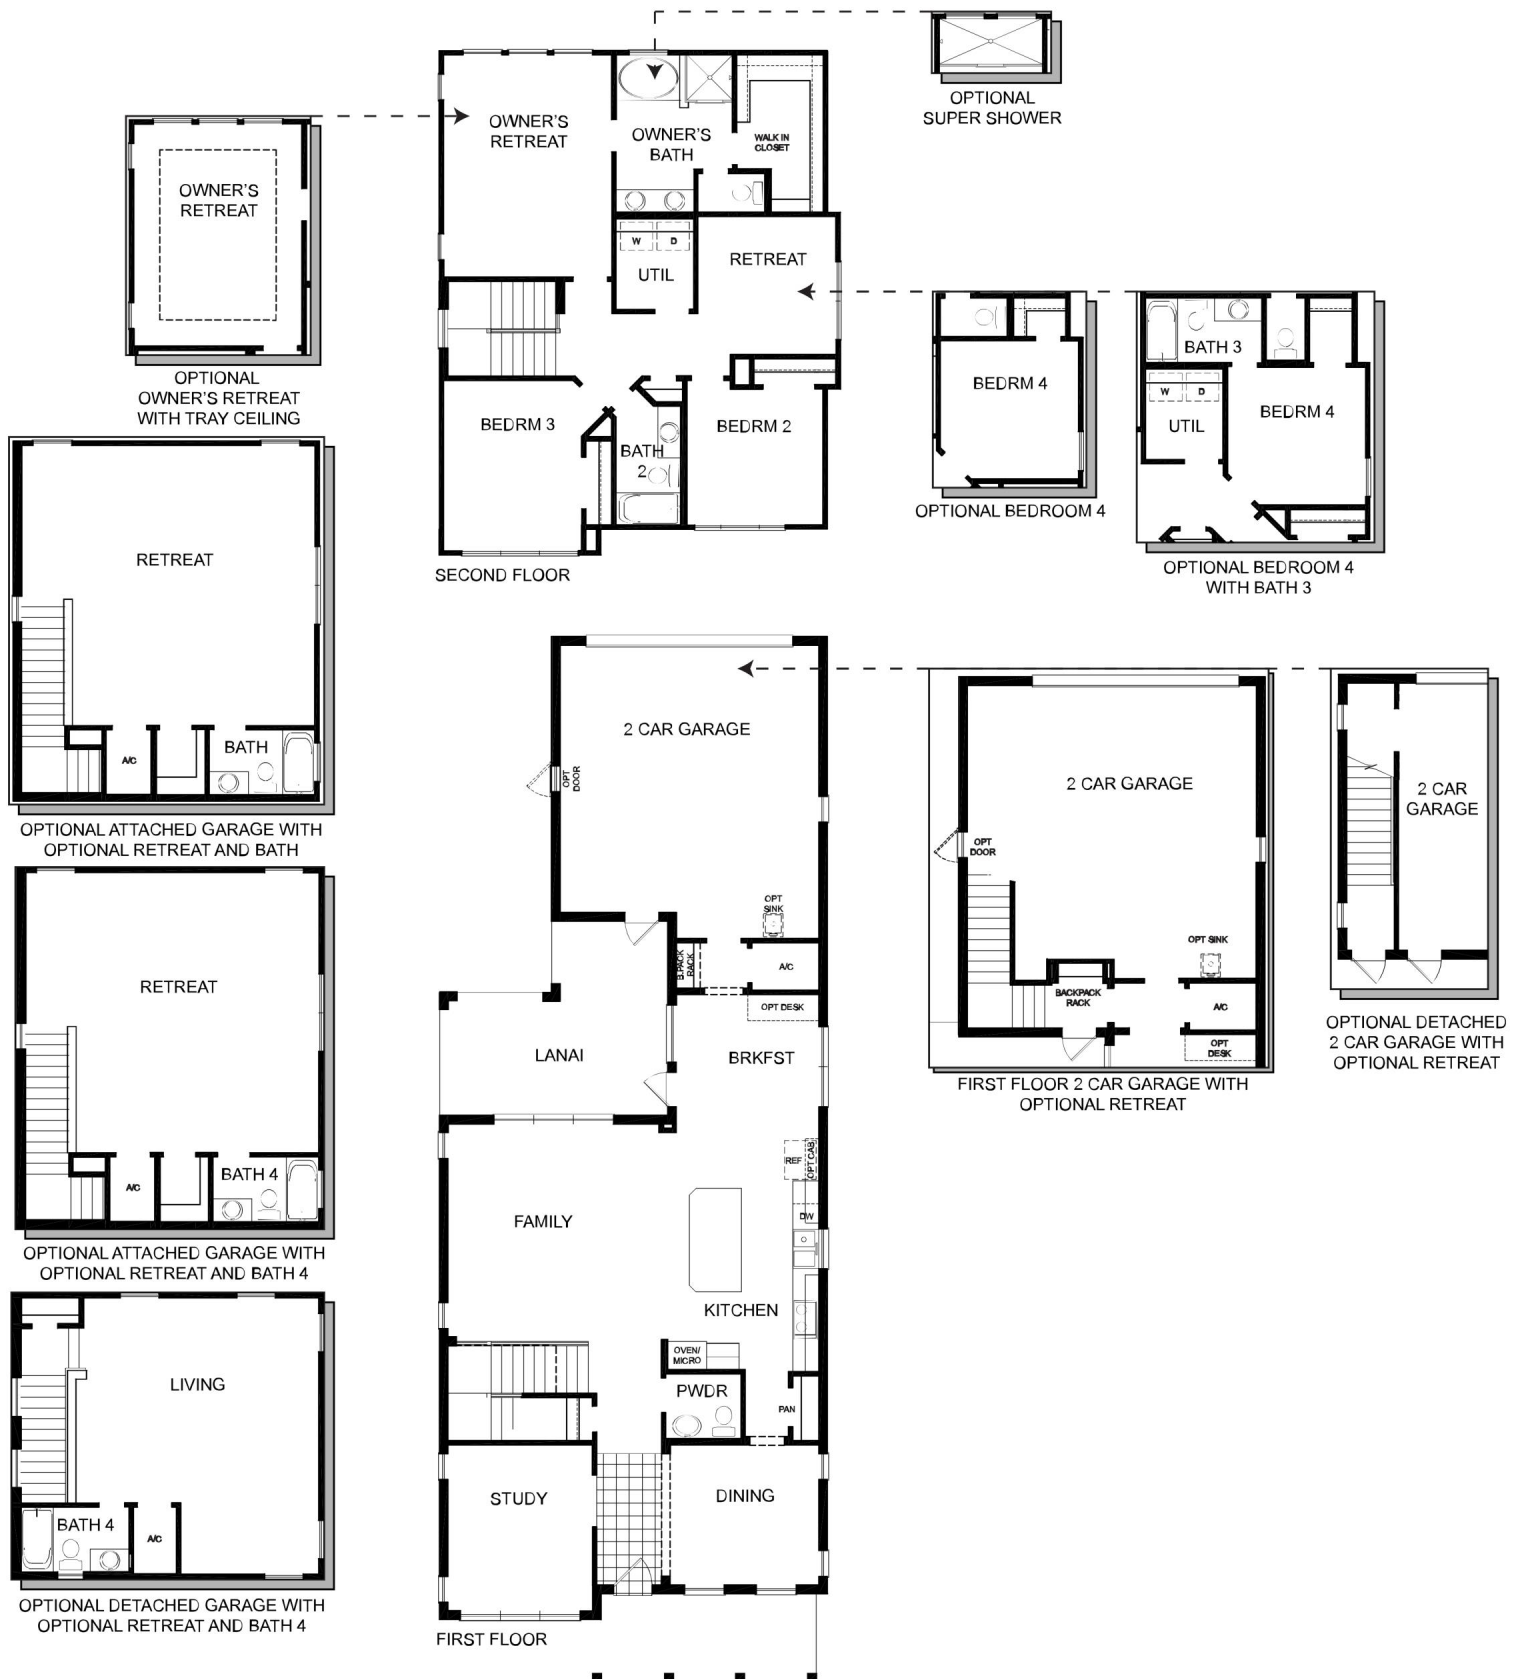 OPTIONAL
SUPER SHOWER
OWNER'S
RETREAT
OWNER'S
BATH
WALK IN
CLOSET
W
D
UTIL
RETREAT
BEDRM 3
BATH
2
BEDRM 2
SECOND FLOOR
OWNER'S
RETREAT
OPTIONAL
OWNER'S RETREAT
WITH TRAY CEILING
BEDRM 4
OPTIONAL BEDROOM 4
BATH 3
W
D
UTIL
BEDRM 4
OPTIONAL BEDROOM 4
WITH BATH 3
RETREAT
A/C
BATH
OPTIONAL ATTACHED GARAGE WITH
OPTIONAL RETREAT AND BATH
RETREAT
A/C
BATH 4
OPTIONAL ATTACHED GARAGE WITH
OPTIONAL RETREAT AND BATH 4
LIVING
BATH 4
A/C
OPTIONAL DETACHED GARAGE WITH
OPTIONAL RETREAT AND BATH 4
2 CAR GARAGE
OPT
DOOR
OPT
SINK
B.PACK
RACK
A/C
OPT DESK
LANAI
BRKFST
REF
OPT CAB
DW
FAMILY
KITCHEN
OVEN/
MICRO
PWDR
PAN
STUDY
DINING
FIRST FLOOR
2 CAR GARAGE
OPT
DOOR
OPT SINK
BACKPACK
RACK
A/C
OPT
DESK
FIRST FLOOR 2 CAR GARAGE WITH
OPTIONAL RETREAT
2 CAR
GARAGE
OPTIONAL DETACHED
2 CAR GARAGE WITH
OPTIONAL RETREAT